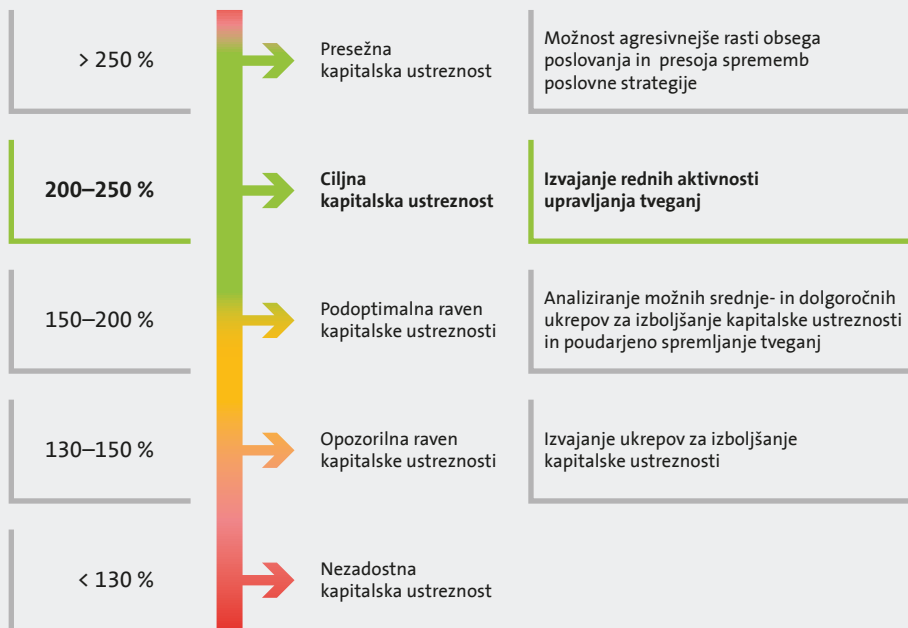 > 250 %
Presežna
kapitalska ustreznost
Možnost agresivnejše rasti obsega
poslovanja in presoja sprememb
poslovne strategije
200–250 %
Ciljna
kapitalska ustreznost
Izvajanje rednih aktivnosti
upravljanja tveganj
150–200 %
Podoptimalna raven
kapitalske ustreznosti
Analiziranje možnih srednje- in dolgoročnih
ukrepov za izboljšanje kapitalske ustreznosti
in poudarjeno spremljanje tveganj
130–150 %
Opozorilna raven
kapitalske ustreznosti
Izvajanje ukrepov za izboljšanje
kapitalske ustreznosti
< 130 %
Nezadostna
kapitalska ustreznost